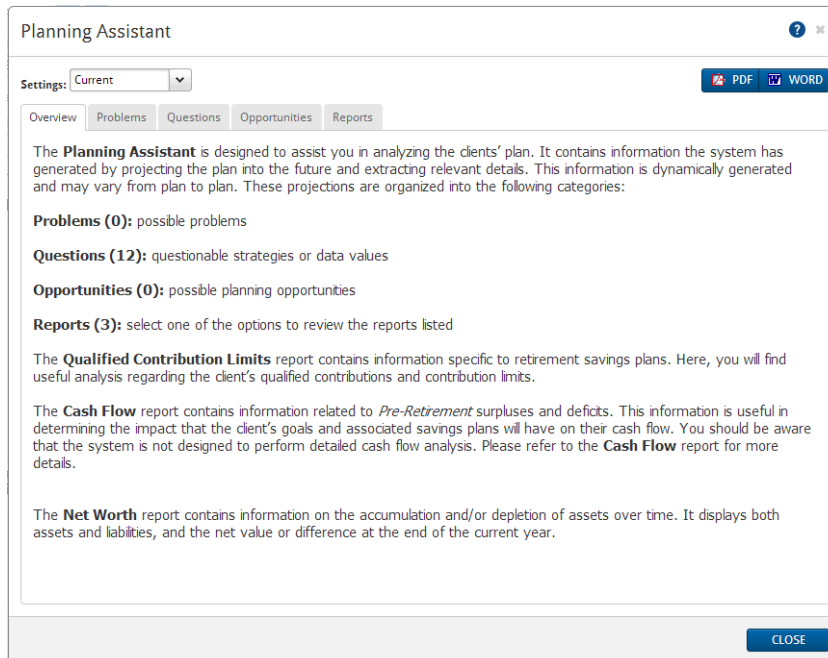 Planning Assistant
?
Settings: Current
PDF WORD
Overview Problems Questions Opportunities Reports
The Planning Assistant is designed to assist you in analyzing the clients' plan. It contains information the system has
generated by projecting the plan into the future and extracting relevant details. This information is dynamically generated
and may vary from plan to plan. These projections are organized into the following categories:
Problems (0): possible problems
Questions (12): questionable strategies or data values
Opportunities (0): possible planning opportunities
Reports (3): select one of the options to review the reports listed
The Qualified Contribution Limits report contains information specific to retirement savings plans. Here, you will find
useful analysis regarding the client's qualified contributions and contribution limits.
The Cash Flow report contains information related to Pre-Retirement surpluses and deficits. This information is useful in
determining the impact that the client's goals and associated savings plans will have on their cash flow. You should be aware
that the system is not designed to perform detailed cash flow analysis. Please refer to the Cash Flow report for more
details.
The Net Worth report contains information on the accumulation and/or depletion of assets over time. It displays both
assets and liabilities, and the net value or difference at the end of the current year.
CLOSE